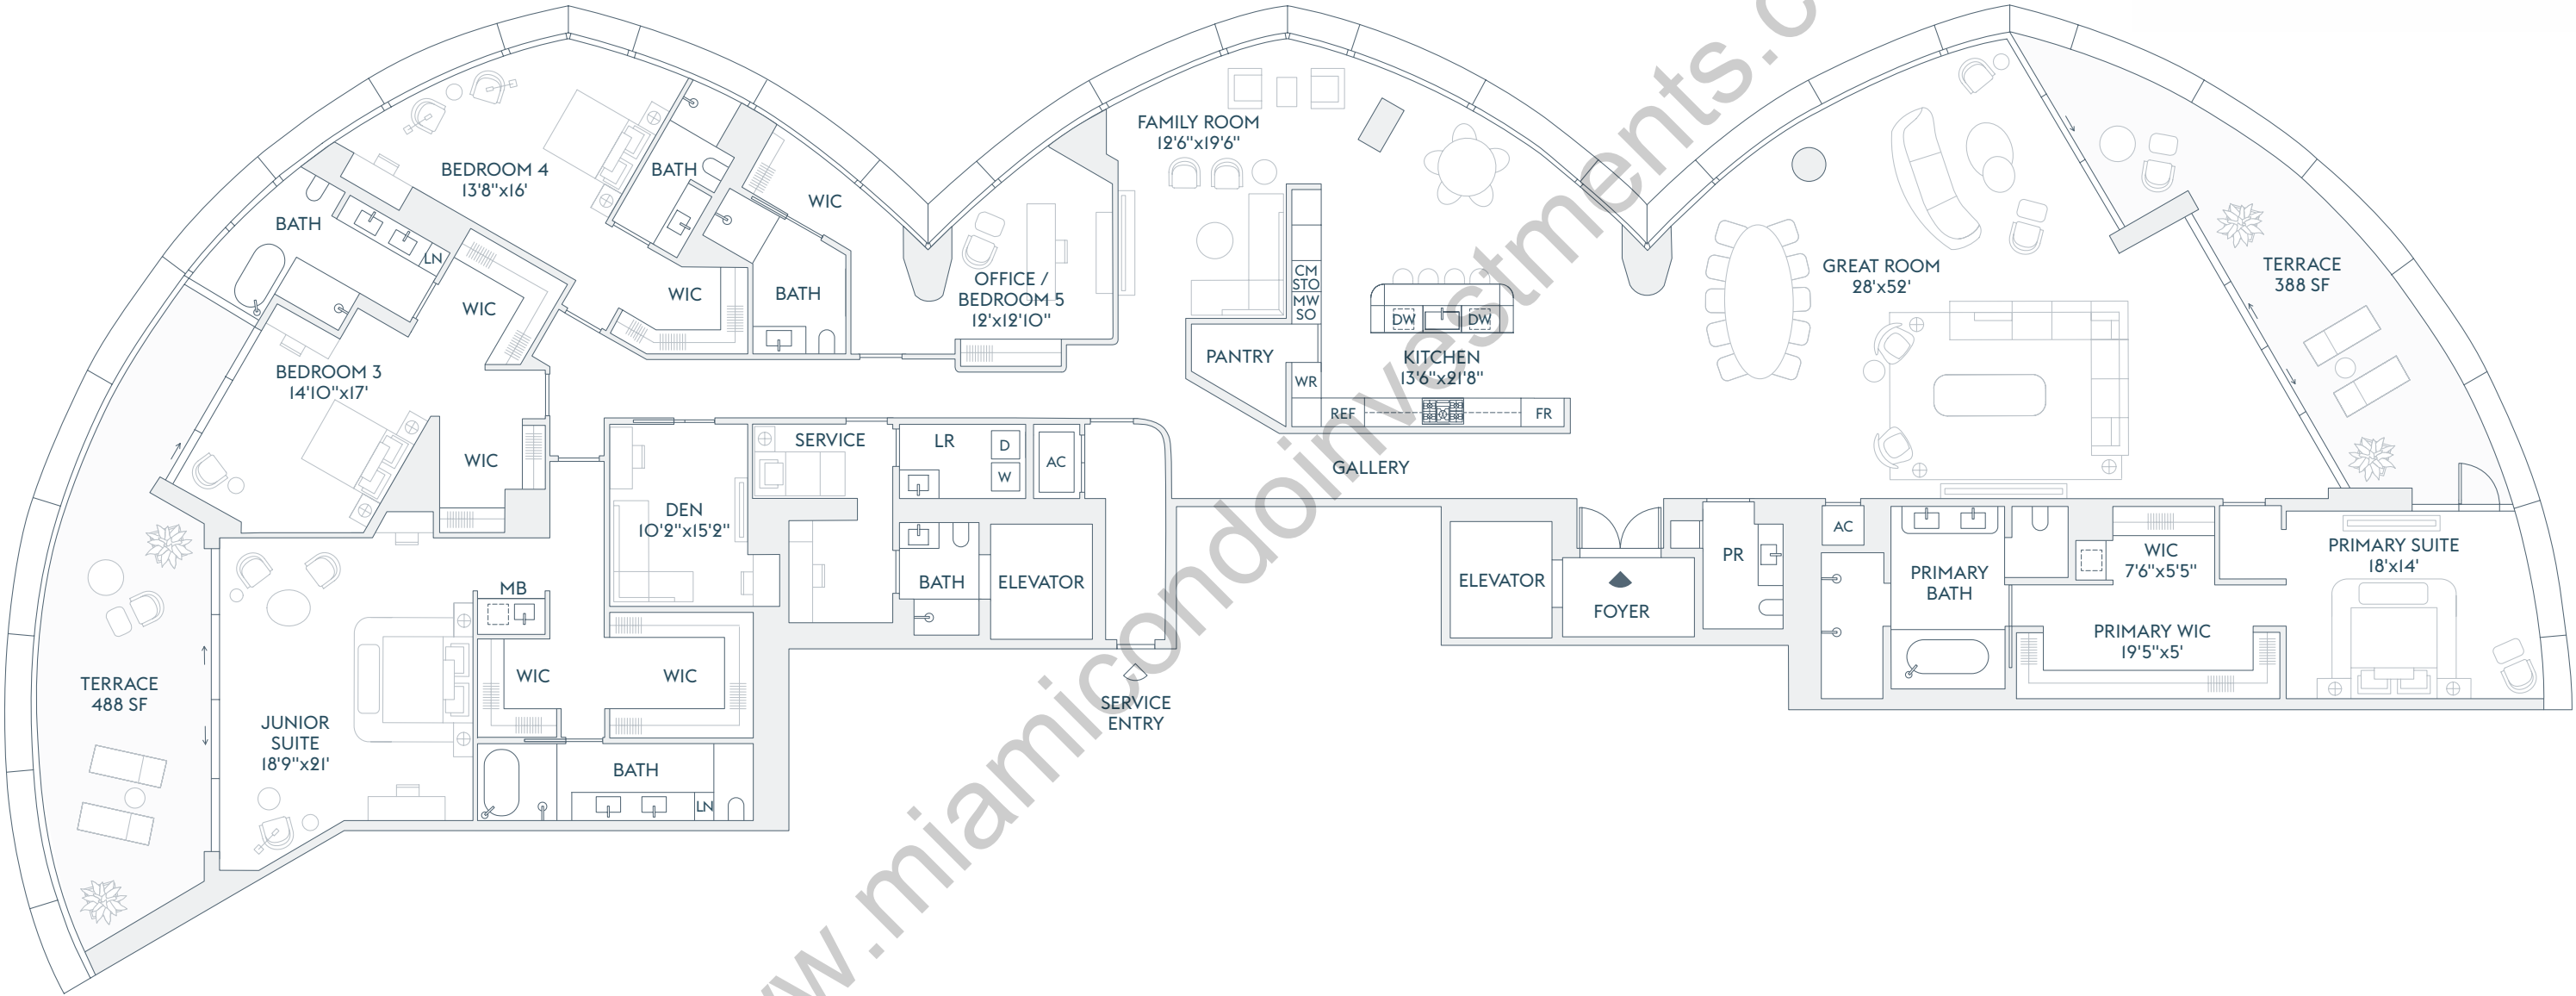 BEDROOM 4
13'8"x16'
BATH
WIC
BATH
LN
WIC
WIC
BATH
OFFICE /
BEDROOM 5
12'x12'10"
FAMILY ROOM
12'6"x19'6"
CM
STO
MW
SO
DW
DW
PANTRY
WR
KITCHEN
13'6"x21'8"
REF
FR
GALLERY
GREAT ROOM
28'x52'
TERRACE
388 SF
BEDROOM 3
14'10"x17'
WIC
DEN
10'2"x15'2"
SERVICE
LR
D
W
AC
BATH
ELEVATOR
SERVICE
ENTRY
ELEVATOR
FOYER
PR
AC
PRIMARY
BATH
WIC
7'6"x5'5"
PRIMARY WIC
19'5"x5'
PRIMARY SUITE
18'x14'
TERRACE
488 SF
JUNIOR
SUITE
18'9"x21'
MB
WIC
WIC
BATH
LN
w.miamicondoinvestments.c